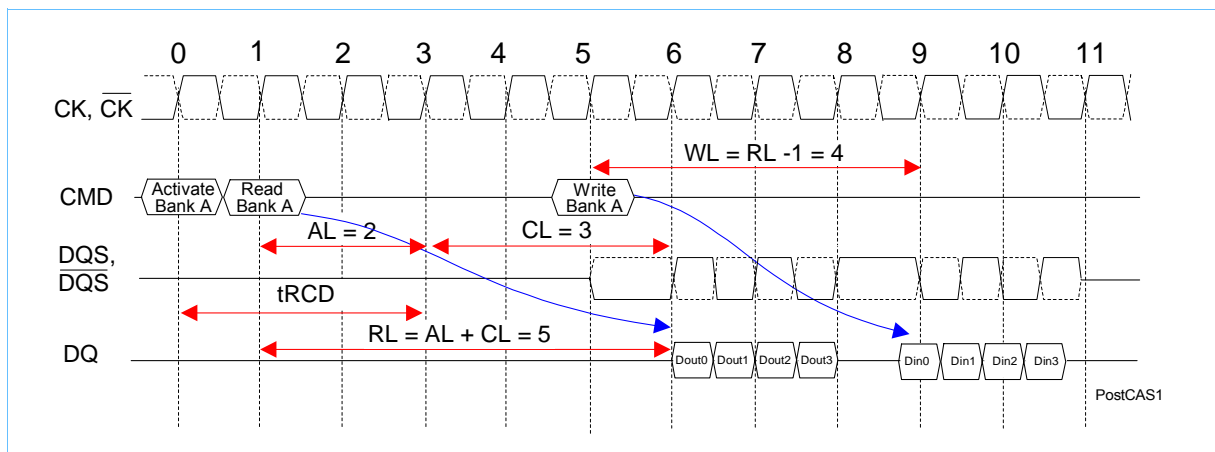 0 1 2 3 4 5 6 7 8 9 10 11
CK, CK
WL = RL -1 = 4
CMD
Activate
Bank A
Read
Bank A
Write
Bank A
AL = 2
CL = 3
DQS,
DQS
tRCD
RL = AL + CL = 5
DQ
Dout0 Dout1 Dout2 Dout3
Din0 Din1 Din2 Din3
PostCAS1